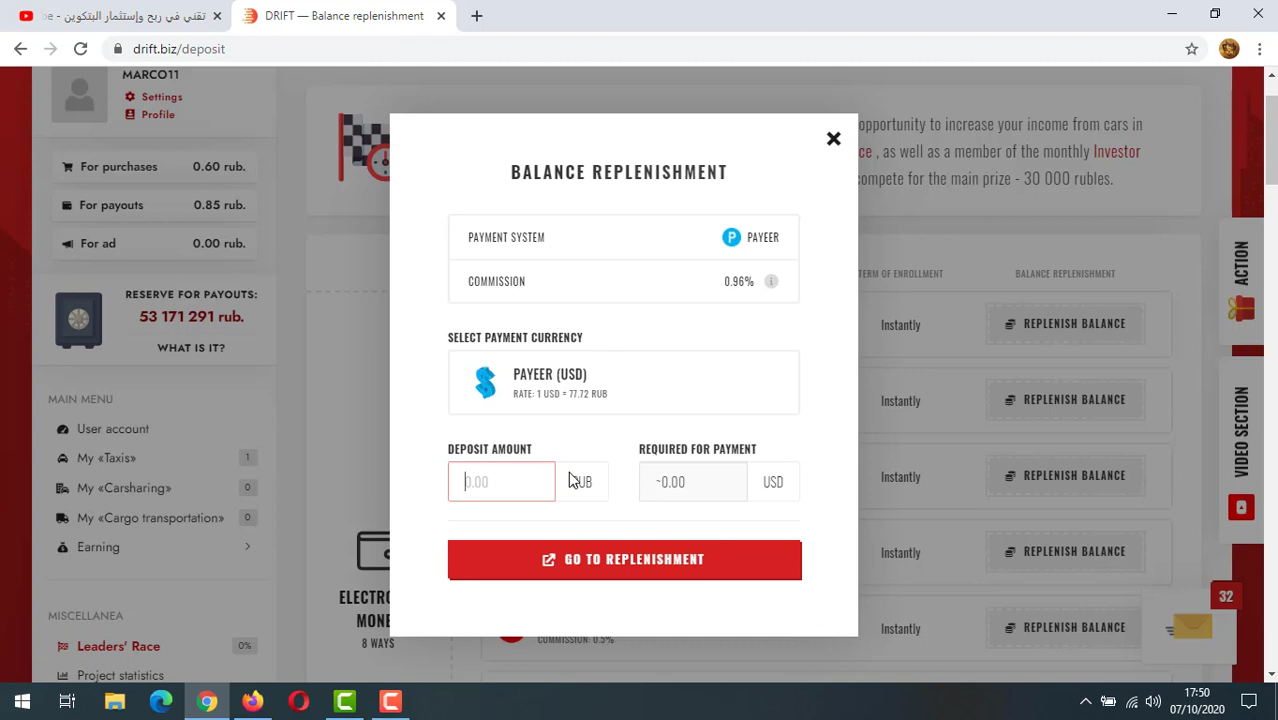 be - تقني في ربح وإستثمار البيتكوين
DRIFT — Balance replenishment
drift.biz/deposit
MARCO11
Settings
Profile
For purchases 0.60 rub.
For payouts 0.85 rub.
For ad 0.00 rub.
RESERVE FOR PAYOUTS:
53 171 291 rub.
WHAT IS IT?
MAIN MENU
User account
My «Taxis» 1
My «Carsharing» 0
My «Cargo transportation» 0
Earning
MISCELLANEA
Leaders' Race 0%
Project statistics
opportunity to increase your income from cars in
ce , as well as a member of the monthly Investor
compete for the main prize - 30 000 rubles.
TERM OF ENROLLMENT BALANCE REPLENISHMENT
Instantly REPLENISH BALANCE
Instantly REPLENISH BALANCE
Instantly REPLENISH BALANCE
Instantly REPLENISH BALANCE
Instantly REPLENISH BALANCE
ELECTRO
MONE
8 WAYS
COMMISSION: 0.5%
BALANCE REPLENISHMENT
PAYMENT SYSTEM P PAYEER
COMMISSION 0.96% i
SELECT PAYMENT CURRENCY
PAYEER (USD)
RATE: 1 USD = 77.72 RUB
DEPOSIT AMOUNT REQUIRED FOR PAYMENT
0.00 RUB ~0.00 USD
GO TO REPLENISHMENT
ACTION
VIDEO SECTION
32
17:50
07/10/2020